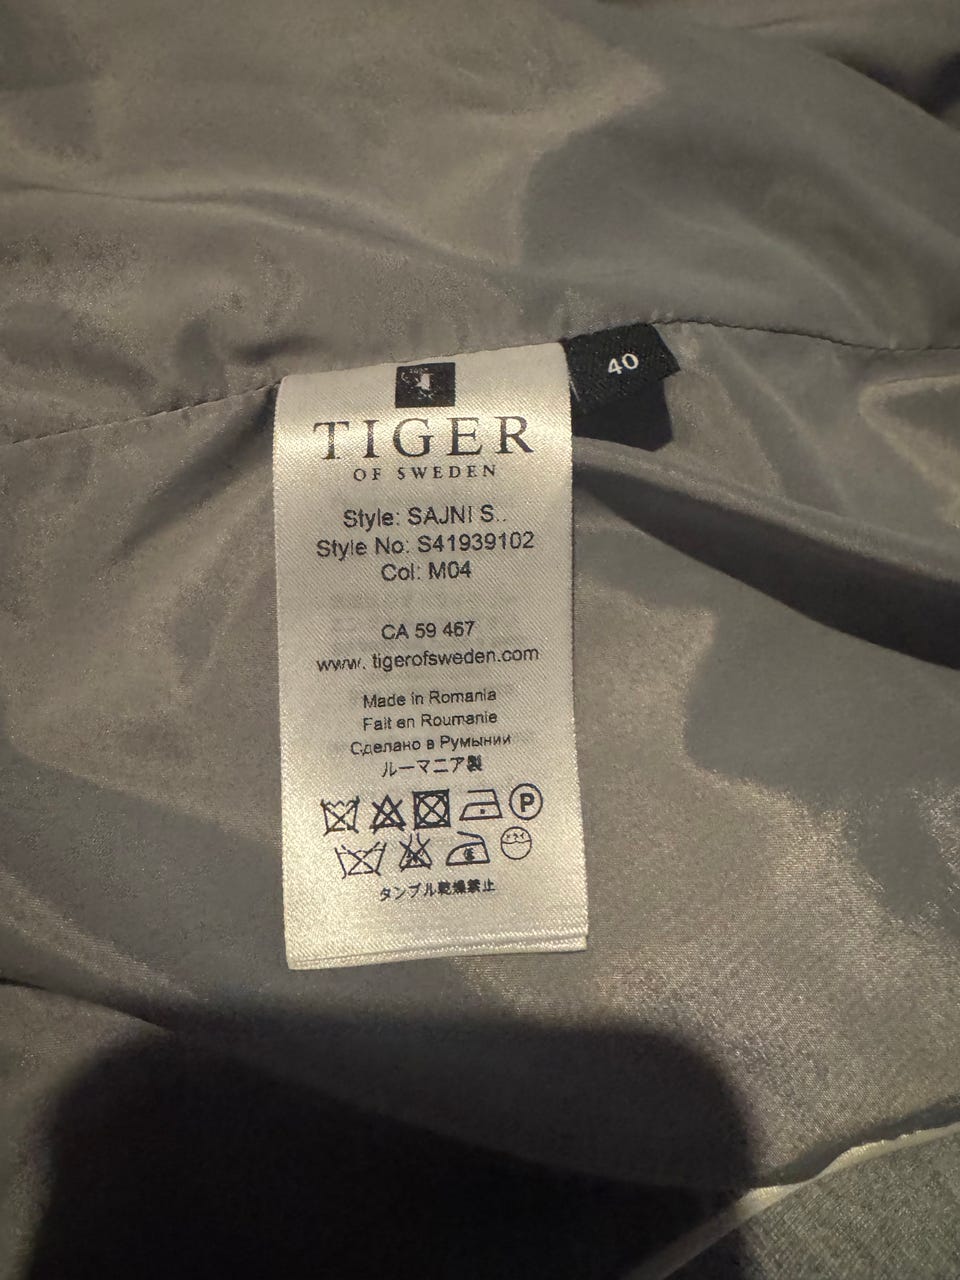 40
TIGER
OF SWEDEN
Style: SAJNI S..
Style No: S41939102
Col: M04
CA 59 467
www.tigerofsweden.com
Made in Romania
Fait en Roumanie
Сделано в Румынии
ルーマニア製
P
タンブル乾燥禁止